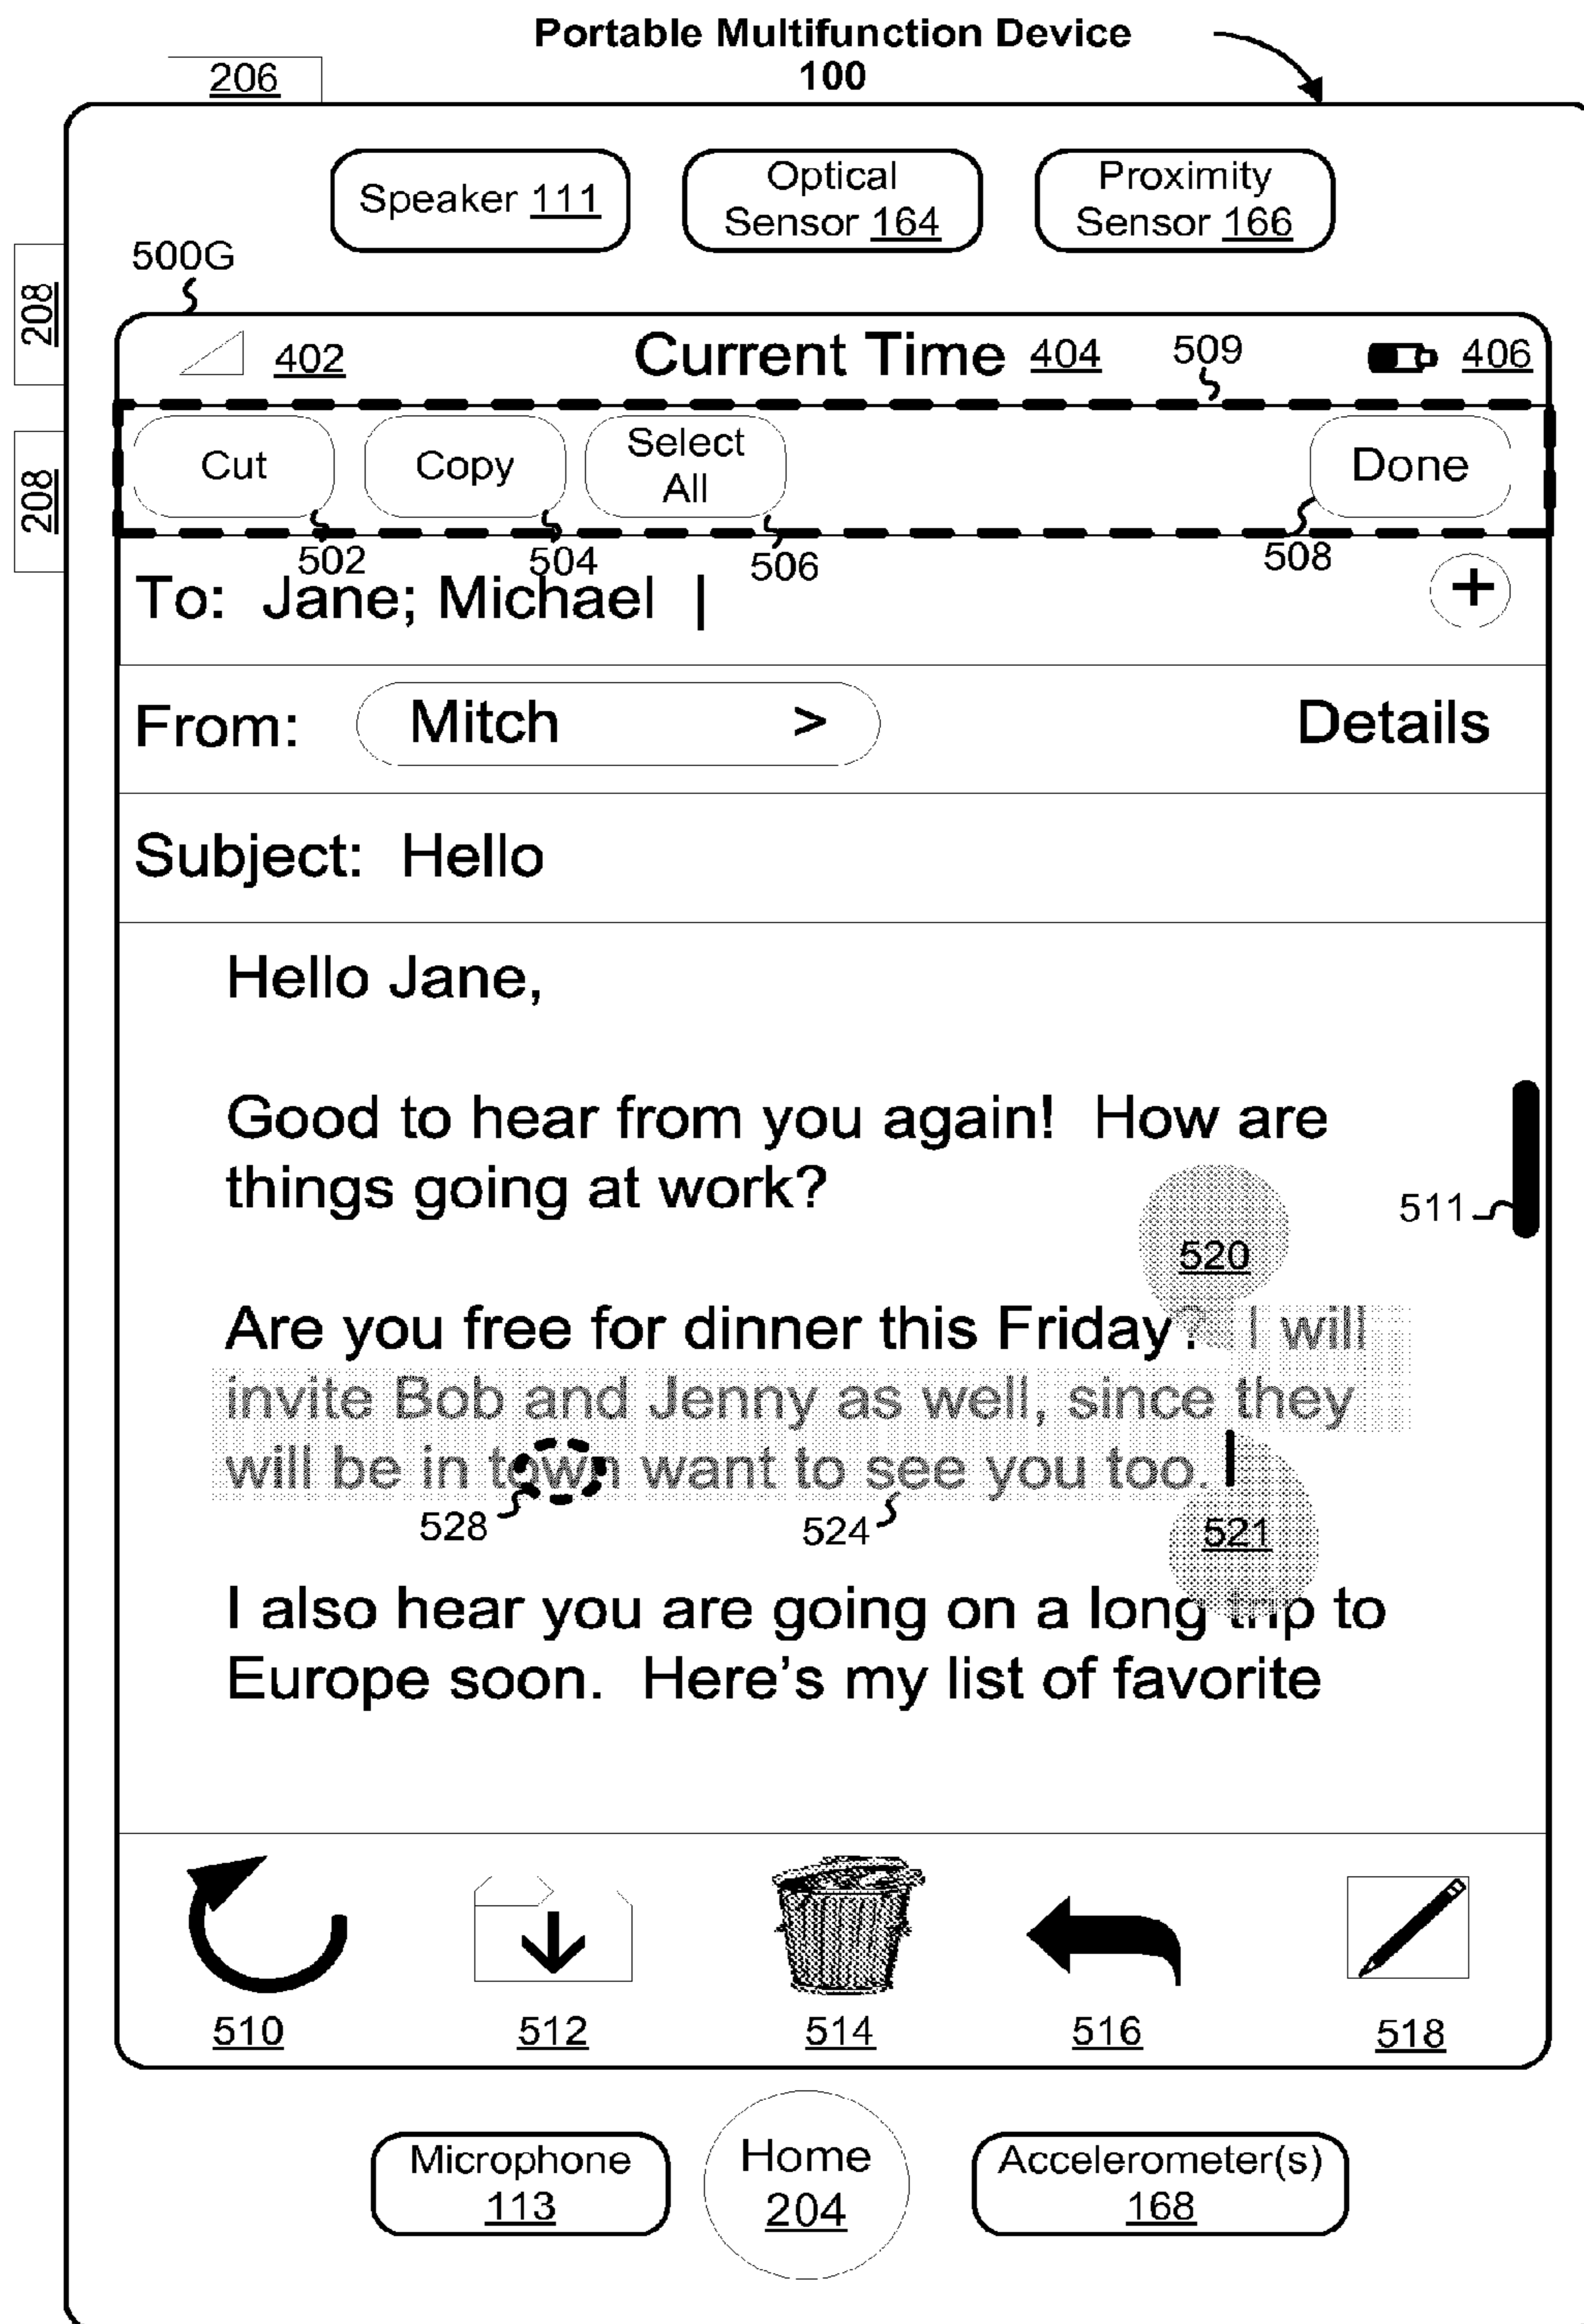 Portable Multifunction Device
100
206
Speaker 111
Optical
Sensor 164
Proximity
Sensor 166
500G
208
208
402
Current Time 404
509
406
Cut
Copy
Select
All
Done
502
504
506
508
To: Jane; Michael |
+
From: Mitch >
Details
Subject: Hello
Hello Jane,
Good to hear from you again! How are
things going at work?
511
520
Are you free for dinner this Friday? I will
invite Bob and Jenny as well, since they
will be in town want to see you too.
528
524
521
I also hear you are going on a long trip to
Europe soon. Here's my list of favorite
510
512
514
516
518
Microphone
113
Home
204
Accelerometer(s)
168